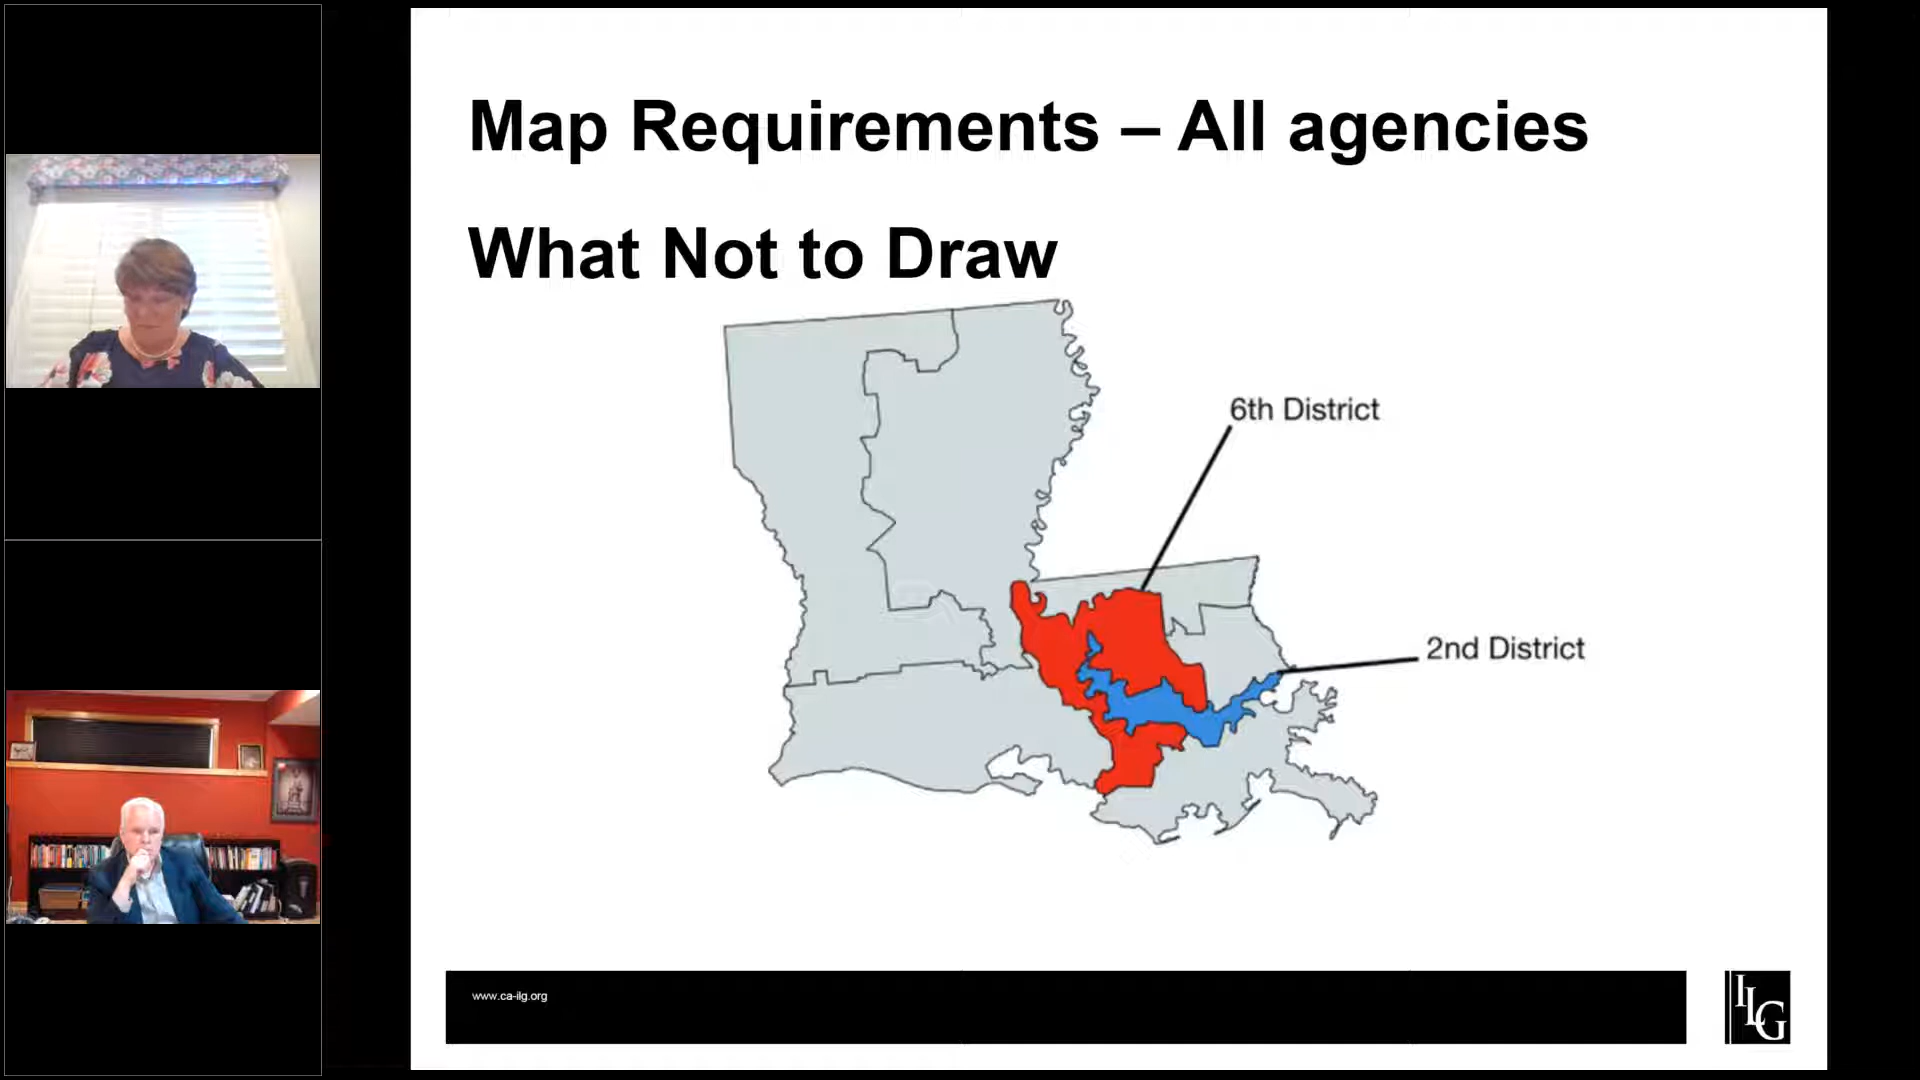 Map Requirements – All agencies
What Not to Draw
6th District
2nd District
www.ca-ilg.org
ILG